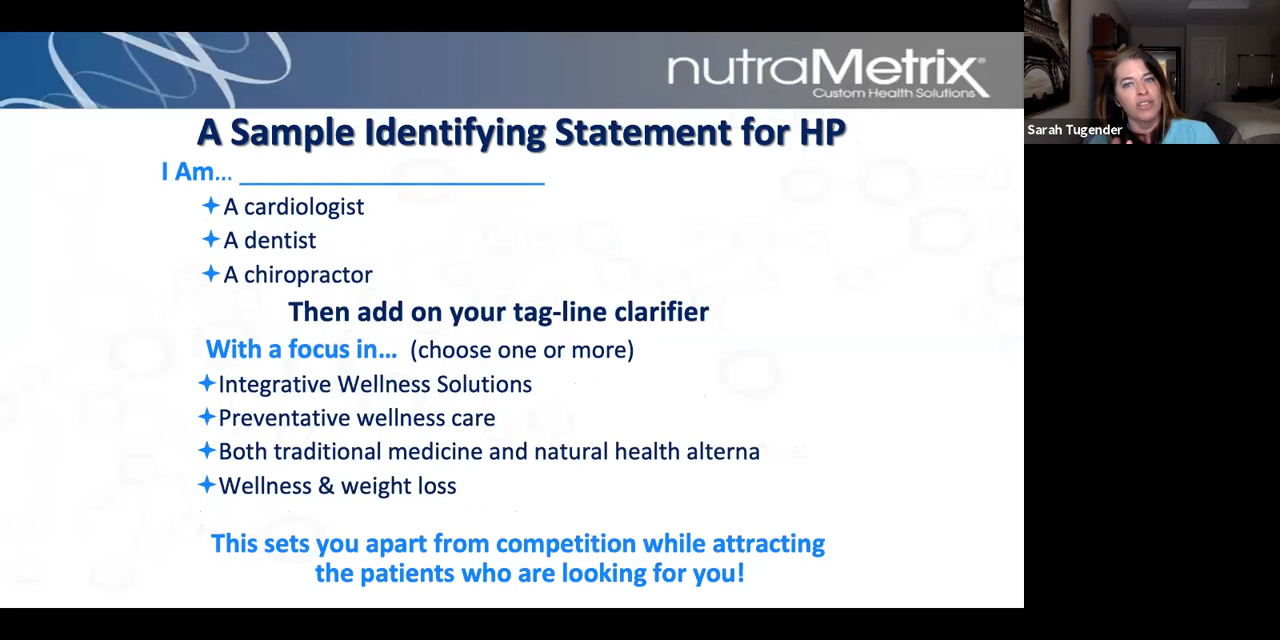 nutraMetrix®
Custom Health Solutions
Sarah Tugender
A Sample Identifying Statement for HP
I Am... ______________________
A cardiologist
A dentist
A chiropractor
Then add on your tag-line clarifier
With a focus in... (choose one or more)
Integrative Wellness Solutions
Preventative wellness care
Both traditional medicine and natural health alterna
Wellness & weight loss
This sets you apart from competition while attracting
the patients who are looking for you!